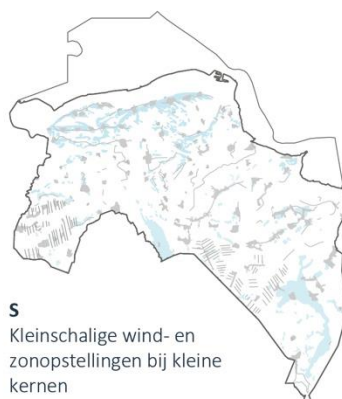 S
Kleinschalige wind- en
zonopstellingen bij kleine
kernen